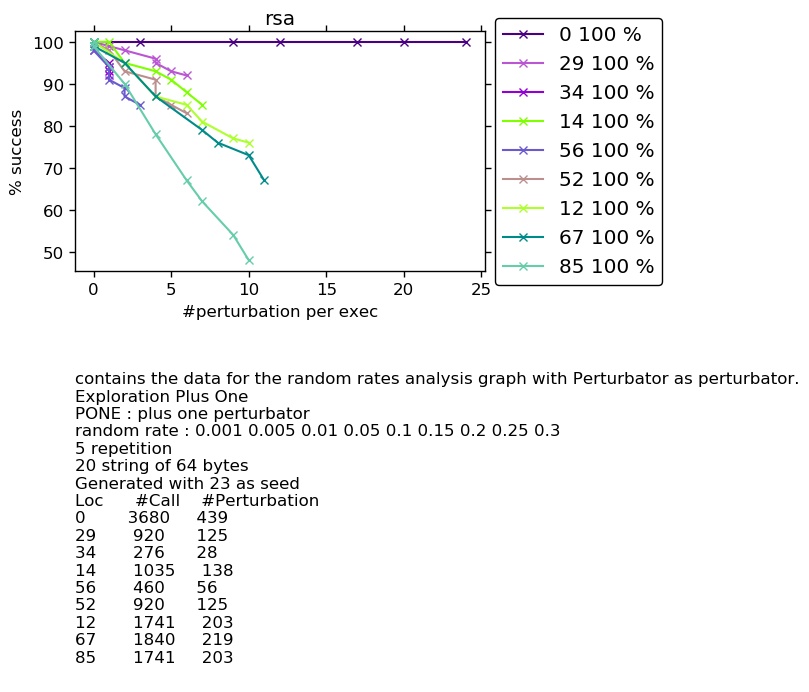 rsa
100
90
80
70
60
50
% success
0 5 10 15 20 25
#perturbation per exec
0 100 %
29 100 %
34 100 %
14 100 %
56 100 %
52 100 %
12 100 %
67 100 %
85 100 %
contains the data for the random rates analysis graph with Perturbator as perturbator.
Exploration Plus One
PONE : plus one perturbator
random rate : 0.001 0.005 0.01 0.05 0.1 0.15 0.2 0.25 0.3
5 repetition
20 string of 64 bytes
Generated with 23 as seed
Loc #Call #Perturbation
0 3680 439
29 920 125
34 276 28
14 1035 138
56 460 56
52 920 125
12 1741 203
67 1840 219
85 1741 203